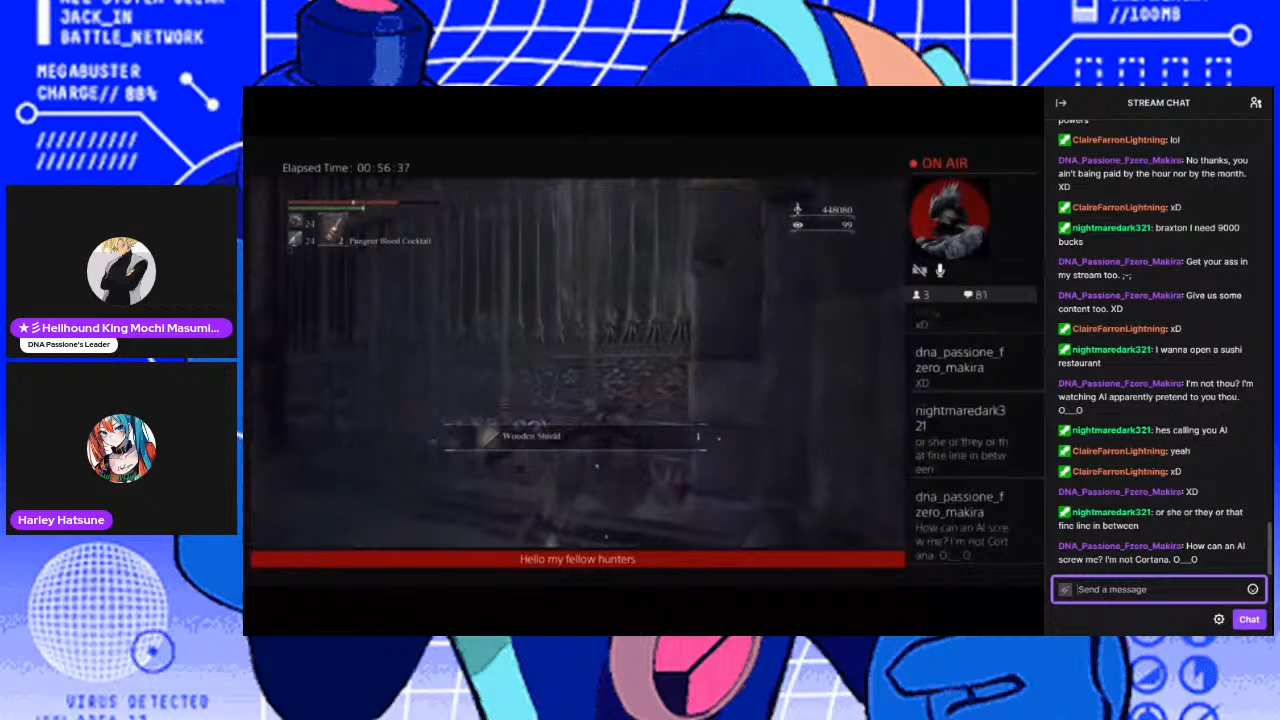 JACK_IN
BATTLE_NETWORK
MEGABUSTER
CHARGE// 88%
//100MB
★彡Hellhound King Mochi Masumi...
DNA Passione's Leader
Harley Hatsune
VIRUS DETECTED
Elapsed Time : 00:56:37
24
24
2
Pungent Blood Cocktail
448080
99
Wooden Shield
1
Hello my fellow hunters
ON AIR
3
81
xD
dna_passione_f
zero_makira
XD
nightmaredark3
21
or she or they or th
at fine line in betw
een
dna_passione_f
zero_makira
How can an AI scre
w me? I'm not Cort
ana. O___O
STREAM CHAT
powers
ClaireFarronLightning: lol
DNA_Passione_Fzero_Makira: No thanks, you
ain't baing paid by the hour nor by the month.
XD
ClaireFarronLightning: xD
nightmaredark321: braxton I need 9000
bucks
DNA_Passione_Fzero_Makira: Get your ass in
my stream too. ;-;
DNA_Passione_Fzero_Makira: Give us some
content too. XD
ClaireFarronLightning: xD
nightmaredark321: I wanna open a sushi
restaurant
DNA_Passione_Fzero_Makira: I'm not thou? I'm
watching AI apparently pretend to you thou.
O___O
nightmaredark321: hes calling you AI
ClaireFarronLightning: yeah
ClaireFarronLightning: xD
DNA_Passione_Fzero_Makira: XD
nightmaredark321: or she or they or that
fine line in between
DNA_Passione_Fzero_Makira: How can an AI
screw me? I'm not Cortana. O___O
Send a message
Chat